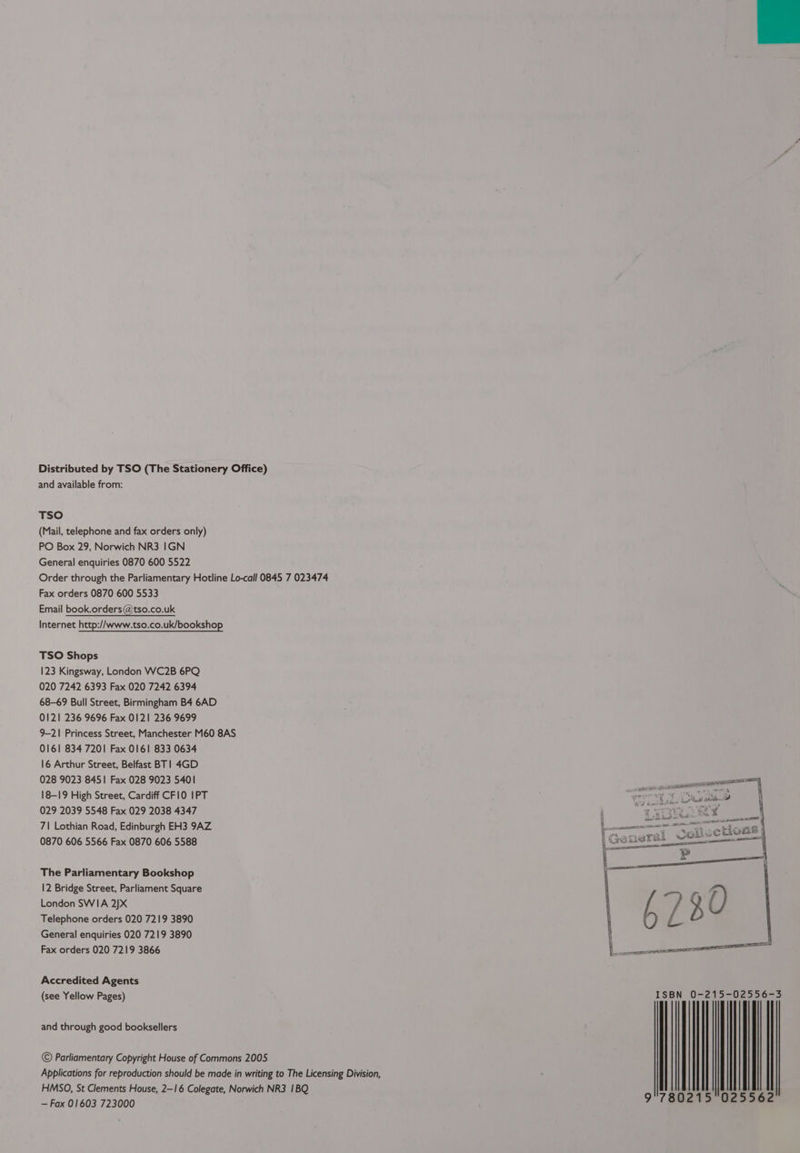 Distributed by TSO (The Stationery Office)
and available from:
TSO
(Mail, telephone and fax orders only)
PO Box 29, Norwich NR3 1GN
General enquiries 0870 600 5522
Order through the Parliamentary Hotline Lo-call 0845 7 023474
Fax orders 0870 600 5533
Email book.orders@tso.co.uk
Internet http://www.tso.co.uk/bookshop
TSO Shops
123 Kingsway, London WC2B 6PQ
020 7242 6393 Fax 020 7242 6394
68–69 Bull Street, Birmingham B4 6AD
0121 236 9696 Fax 0121 236 9699
9–21 Princess Street, Manchester M60 8AS
0161 834 7201 Fax 0161 833 0634
16 Arthur Street, Belfast BT1 4GD
028 9023 8451 Fax 028 9023 5401
18–19 High Street, Cardiff CF10 1PT
029 2039 5548 Fax 029 2038 4347
71 Lothian Road, Edinburgh EH3 9AZ
0870 606 5566 Fax 0870 606 5588
The Parliamentary Bookshop
12 Bridge Street, Parliament Square
London SW1A 2JX
Telephone orders 020 7219 3890
General enquiries 020 7219 3890
Fax orders 020 7219 3866
Accredited Agents
(see Yellow Pages)
and through good booksellers
© Parliamentary Copyright House of Commons 2005
Applications for reproduction should be made in writing to The Licensing Division,
HMSO, St Clements House, 2–16 Colegate, Norwich NR3 1BQ
– Fax 01603 723000
LIBRARY
General Collections
P
6280
ISBN 0-215-02556-3
9 780215 025562